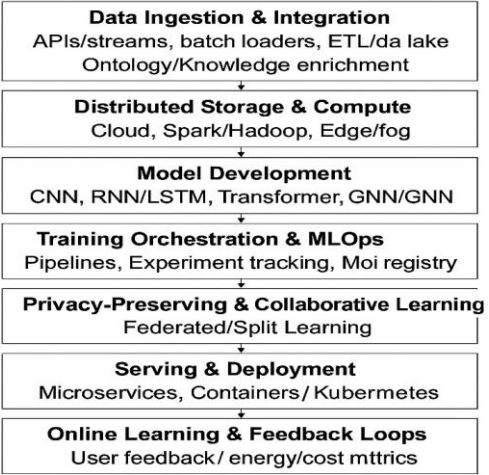 Data Ingestion & Integration
APIs/streams, batch loaders, ETL/da lake
Ontology/Knowledge enrichment
Distributed Storage & Compute
Cloud, Spark/Hadoop, Edge/fog
Model Development
CNN, RNN/LSTM, Transformer, GNN/GNN
Training Orchestration & MLOps
Pipelines, Experiment tracking, Moi registry
Privacy-Preserving & Collaborative Learning
Federated/Split Learning
Serving & Deployment
Microservices, Containers/ Kubernetes
Online Learning & Feedback Loops
User feedback/ energy/cost mttrics